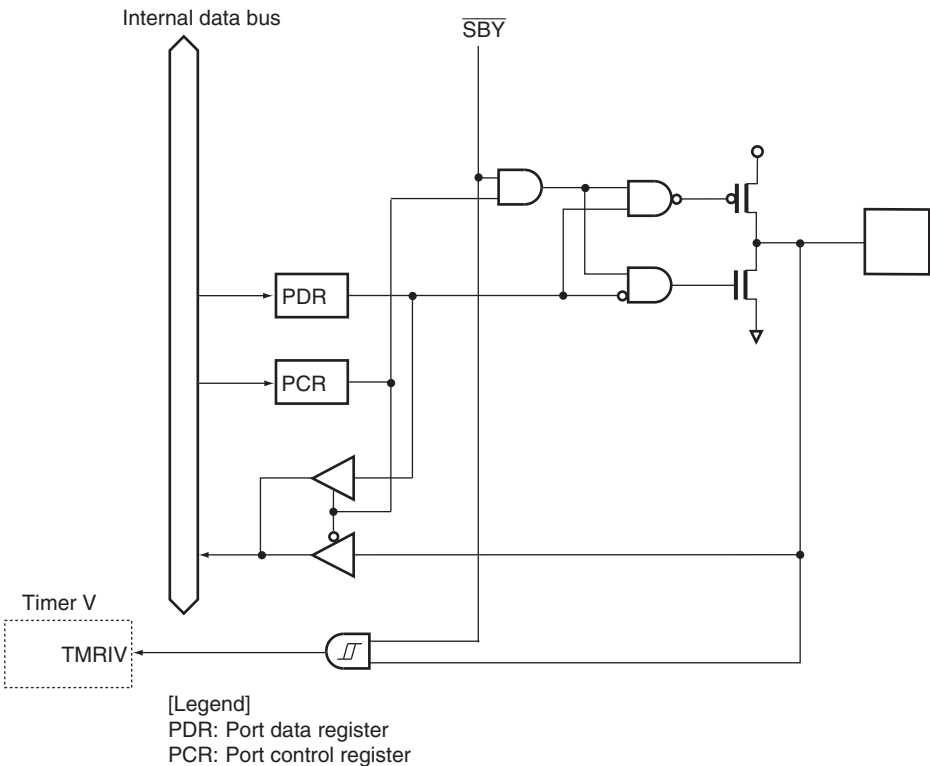 Internal data bus
SBY
PDR
PCR
Timer V
TMRIV
[Legend]
PDR: Port data register
PCR: Port control register